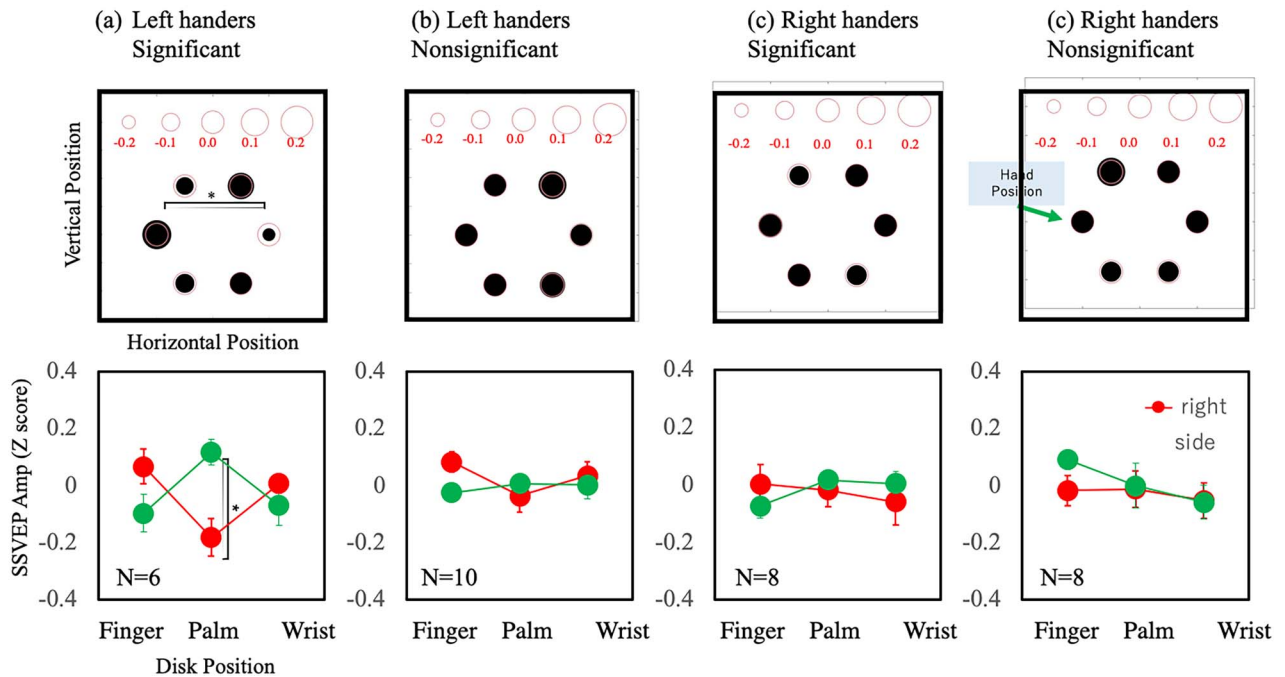 (a) Left handers
Significant
(b) Left handers
Nonsignificant
(c) Right handers
Significant
(c) Right handers
Nonsignificant
Vertical Position
-0.2 -0.1 0.0 0.1 0.2
*
-0.2 -0.1 0.0 0.1 0.2
-0.2 -0.1 0.0 0.1 0.2
-0.2 -0.1 0.0 0.1 0.2
Hand
Position
Horizontal Position
SSVEP Amp (Z score)
0.4
0.2
0
-0.2
-0.4
*
N=6
0.4
0.2
0
-0.2
-0.4
N=10
0.4
0.2
0
-0.2
-0.4
N=8
0.4
0.2
0
-0.2
-0.4
right
side
N=8
Finger Palm Wrist
Finger Palm Wrist
Finger Palm Wrist
Finger Palm Wrist
Disk Position